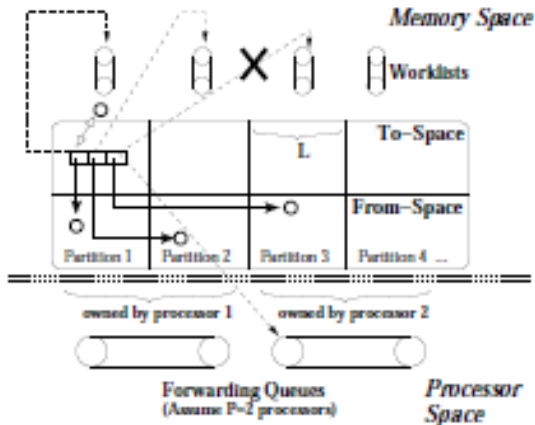 Memory Space
Worklists
To-Space
L
From-Space
Partition 1 Partition 2 Partition 3 Partition 4 ...
owned by processor 1 owned by processor 2
Forwarding Queues
(Assume P=2 processors)
Processor
Space